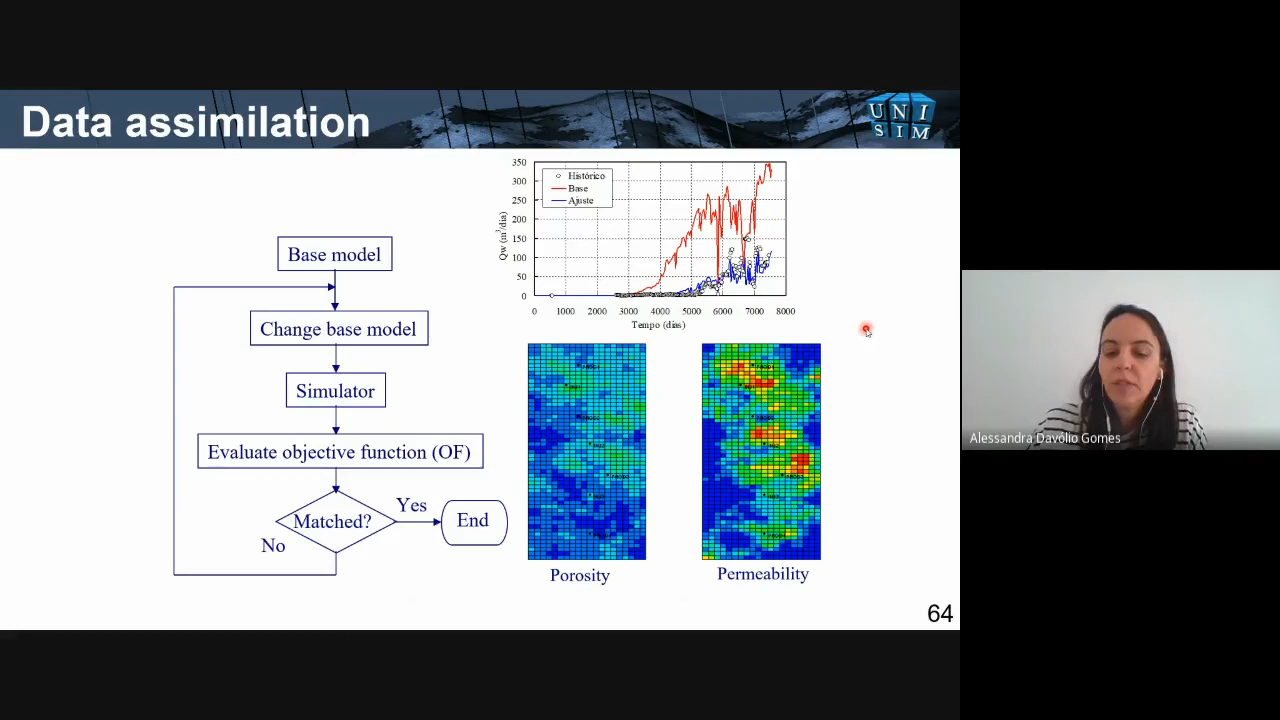 Data assimilation
UNI
SIM
Base model
Change base model
Simulator
Evaluate objective function (OF)
Matched?
Yes
End
No
350
300
250
200
150
100
50
0
Qw (m³/dia)
Histórico
Base
Ajuste
0 1000 2000 3000 4000 5000 6000 7000 8000
Tempo (dias)
Porosity
Permeability
64
Alessandra Davólio Gomes